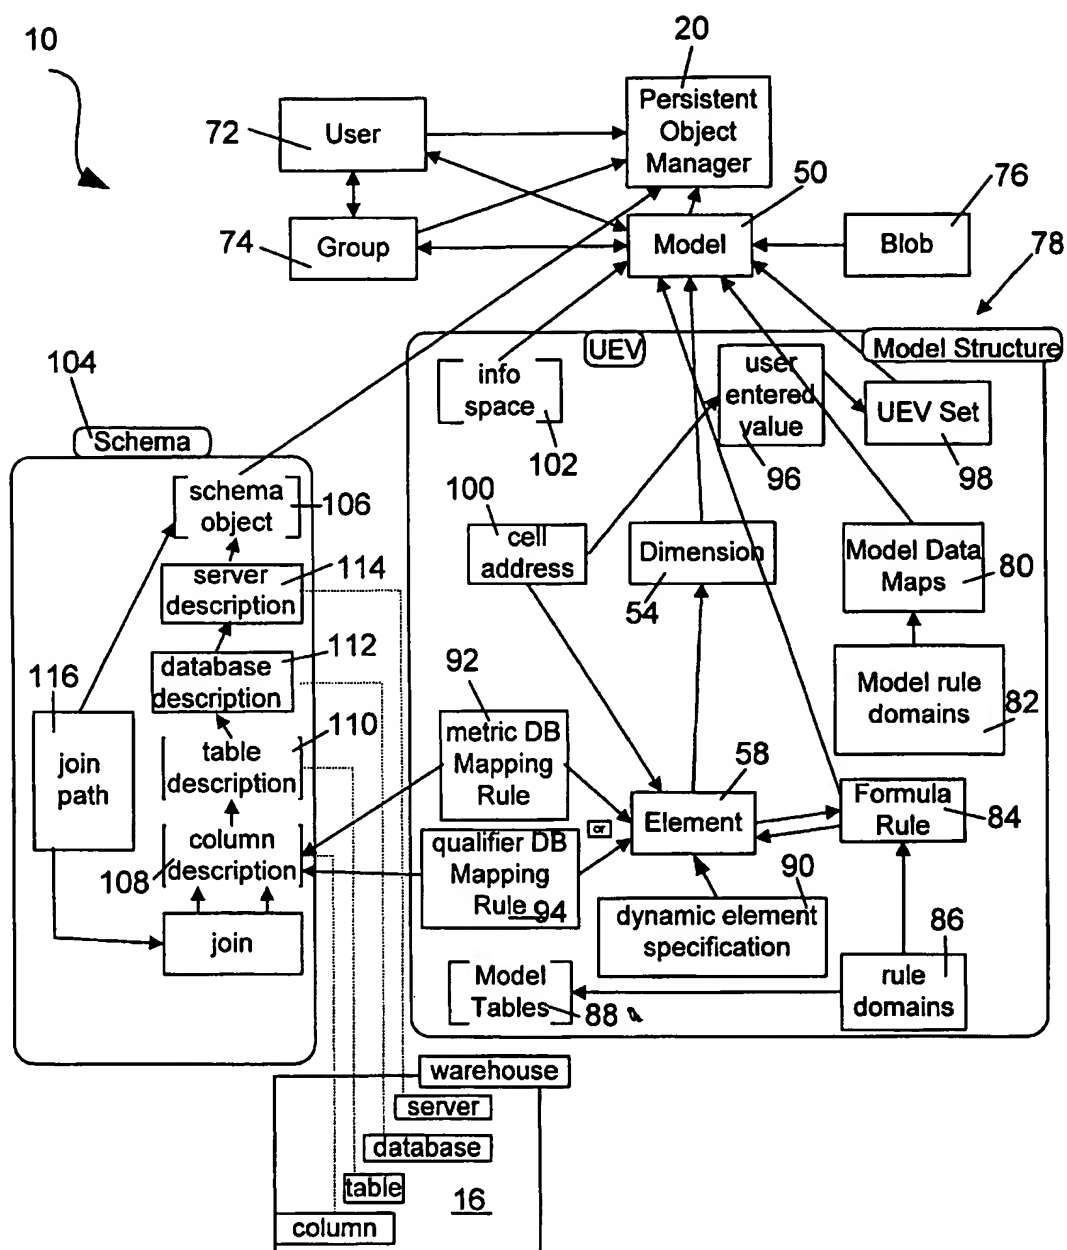 10
20
Persistent
Object
Manager
User
72
50
76
Group
74
Model
Blob
78
UEV
Model Structure
info
space
102
user
entered
value
96
UEV Set
98
104
Schema
schema
object
106
100
cell
address
Dimension
54
Model Data
Maps
80
server
description
114
database
description
112
116
join
path
110
table
description
92
metric DB
Mapping
Rule
Model rule
domains
82
58
Element
Formula
Rule
84
or
column
description
108
qualifier DB
Mapping
Rule
94
90
dynamic element
specification
86
join
Model
Tables
88
rule
domains
warehouse
server
database
table
16
column